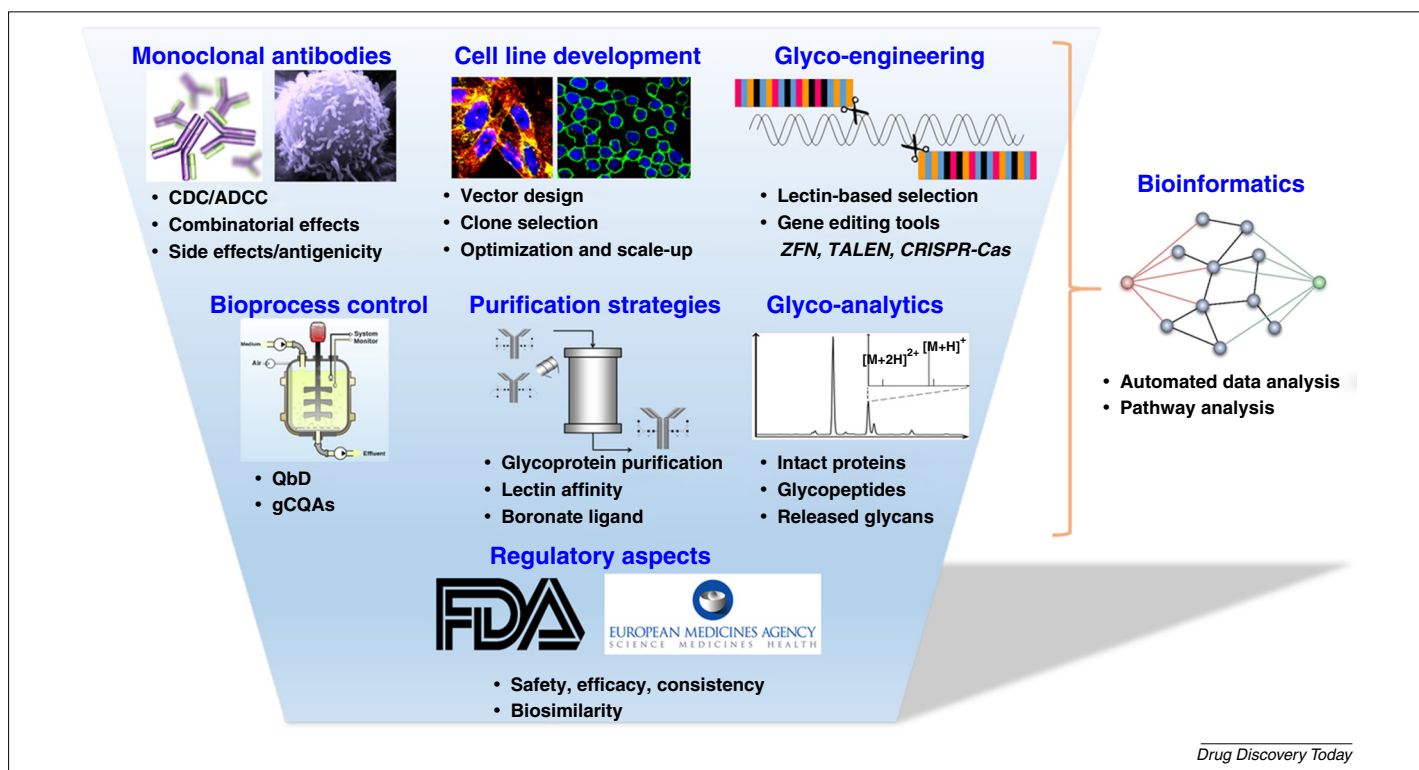 Monoclonal antibodies
• CDC/ADCC
• Combinatorial effects
• Side effects/antigenicity
Cell line development
• Vector design
• Clone selection
• Optimization and scale-up
Glyco-engineering
• Lectin-based selection
• Gene editing tools
ZFN, TALEN, CRISPR-Cas
Bioprocess control
Medium
Air
System
Monitor
Effluent
• QbD
• gCQAs
Purification strategies
• Glycoprotein purification
• Lectin affinity
• Boronate ligand
Glyco-analytics
[M+2H]2+
[M+H]+
• Intact proteins
• Glycopeptides
• Released glycans
Regulatory aspects
FDA
EUROPEAN MEDICINES AGENCY
SCIENCE MEDICINES HEALTH
• Safety, efficacy, consistency
• Biosimilarity
Bioinformatics
• Automated data analysis
• Pathway analysis
Drug Discovery Today